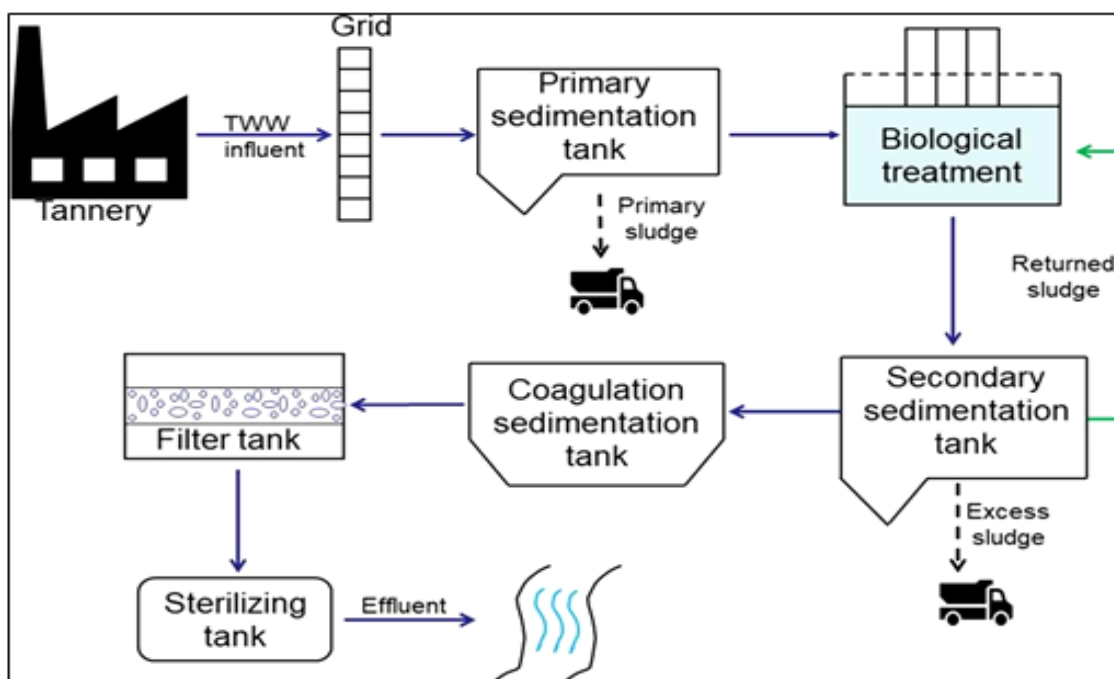 Grid
TWW
influent
Tannery
Primary
sedimentation
tank
Primary
sludge
Biological
treatment
Returned
sludge
Secondary
sedimentation
tank
Excess
sludge
Coagulation
sedimentation
tank
Filter tank
Sterilizing
tank
Effluent